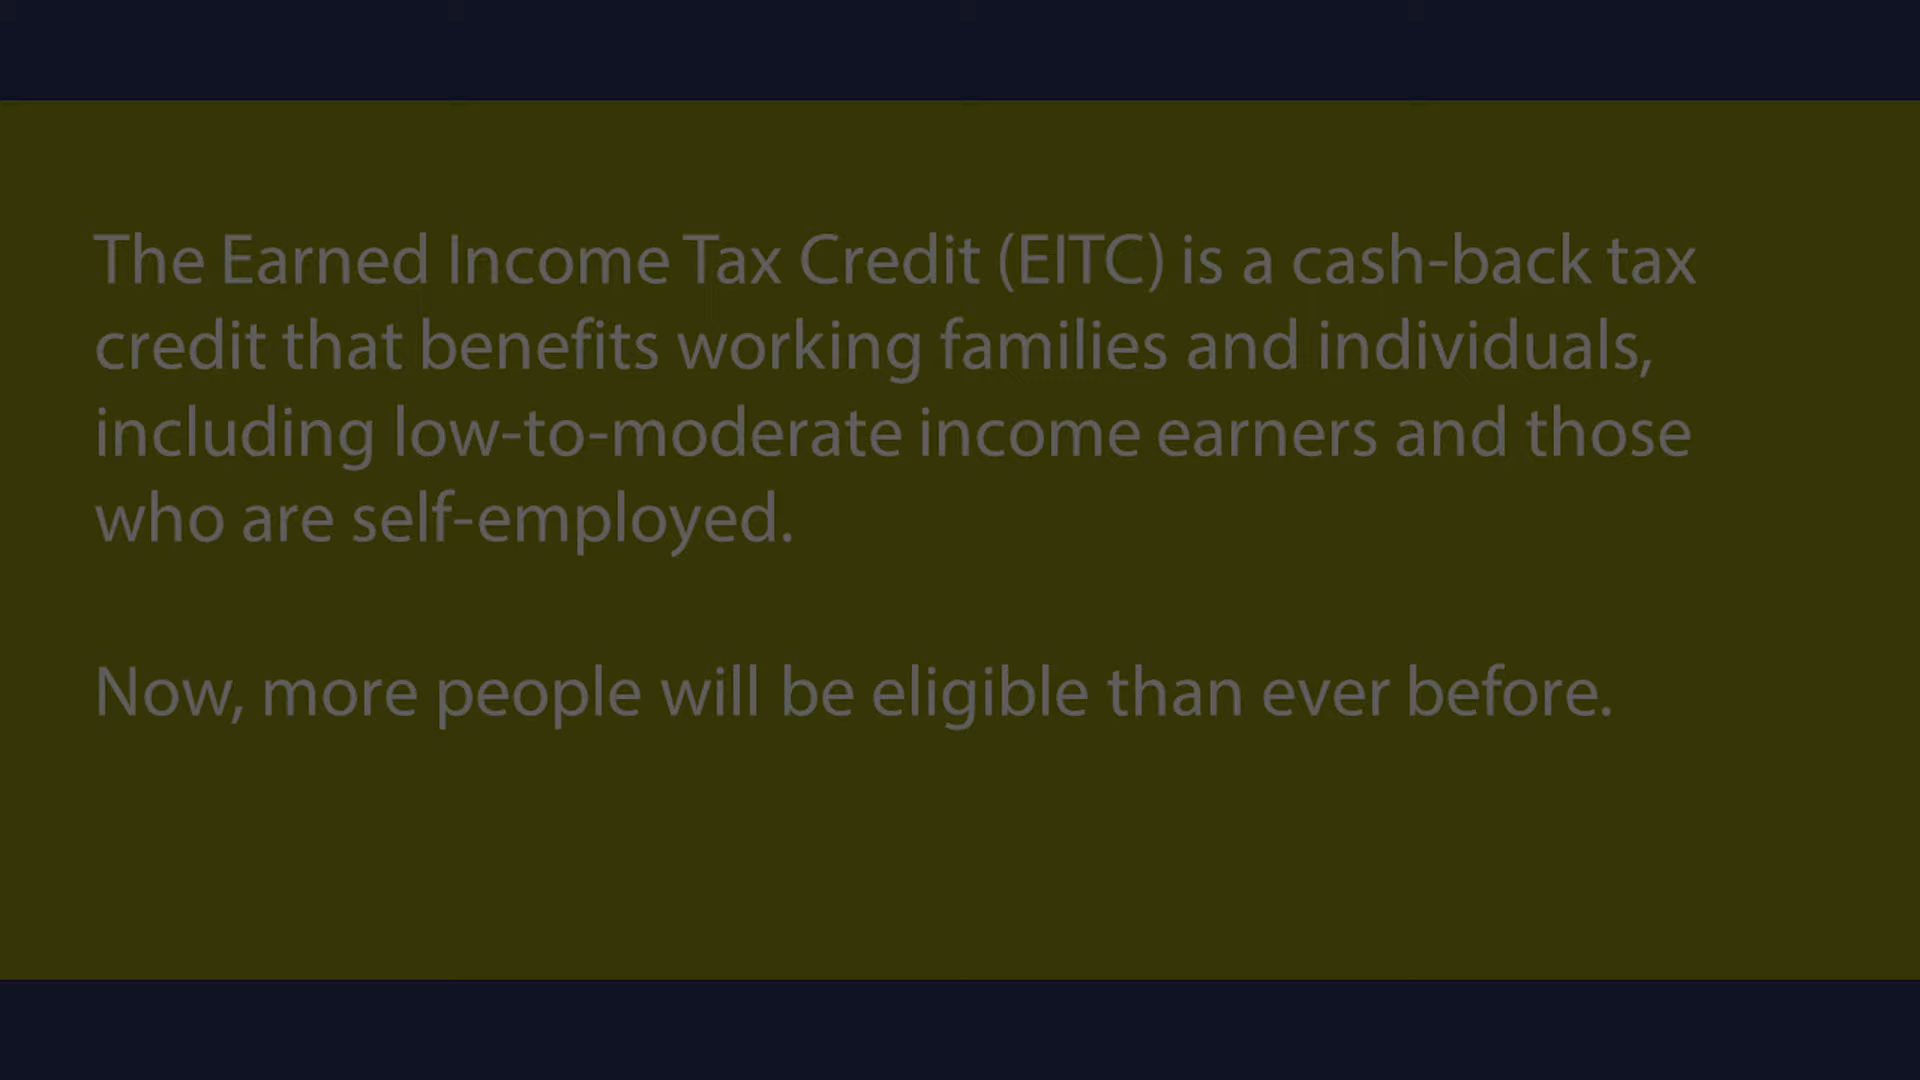 The Earned Income Tax Credit (EITC) is a cash-back tax
credit that benefits working families and individuals,
including low-to-moderate income earners and those
who are self-employed.
Now, more people will be eligible than ever before.